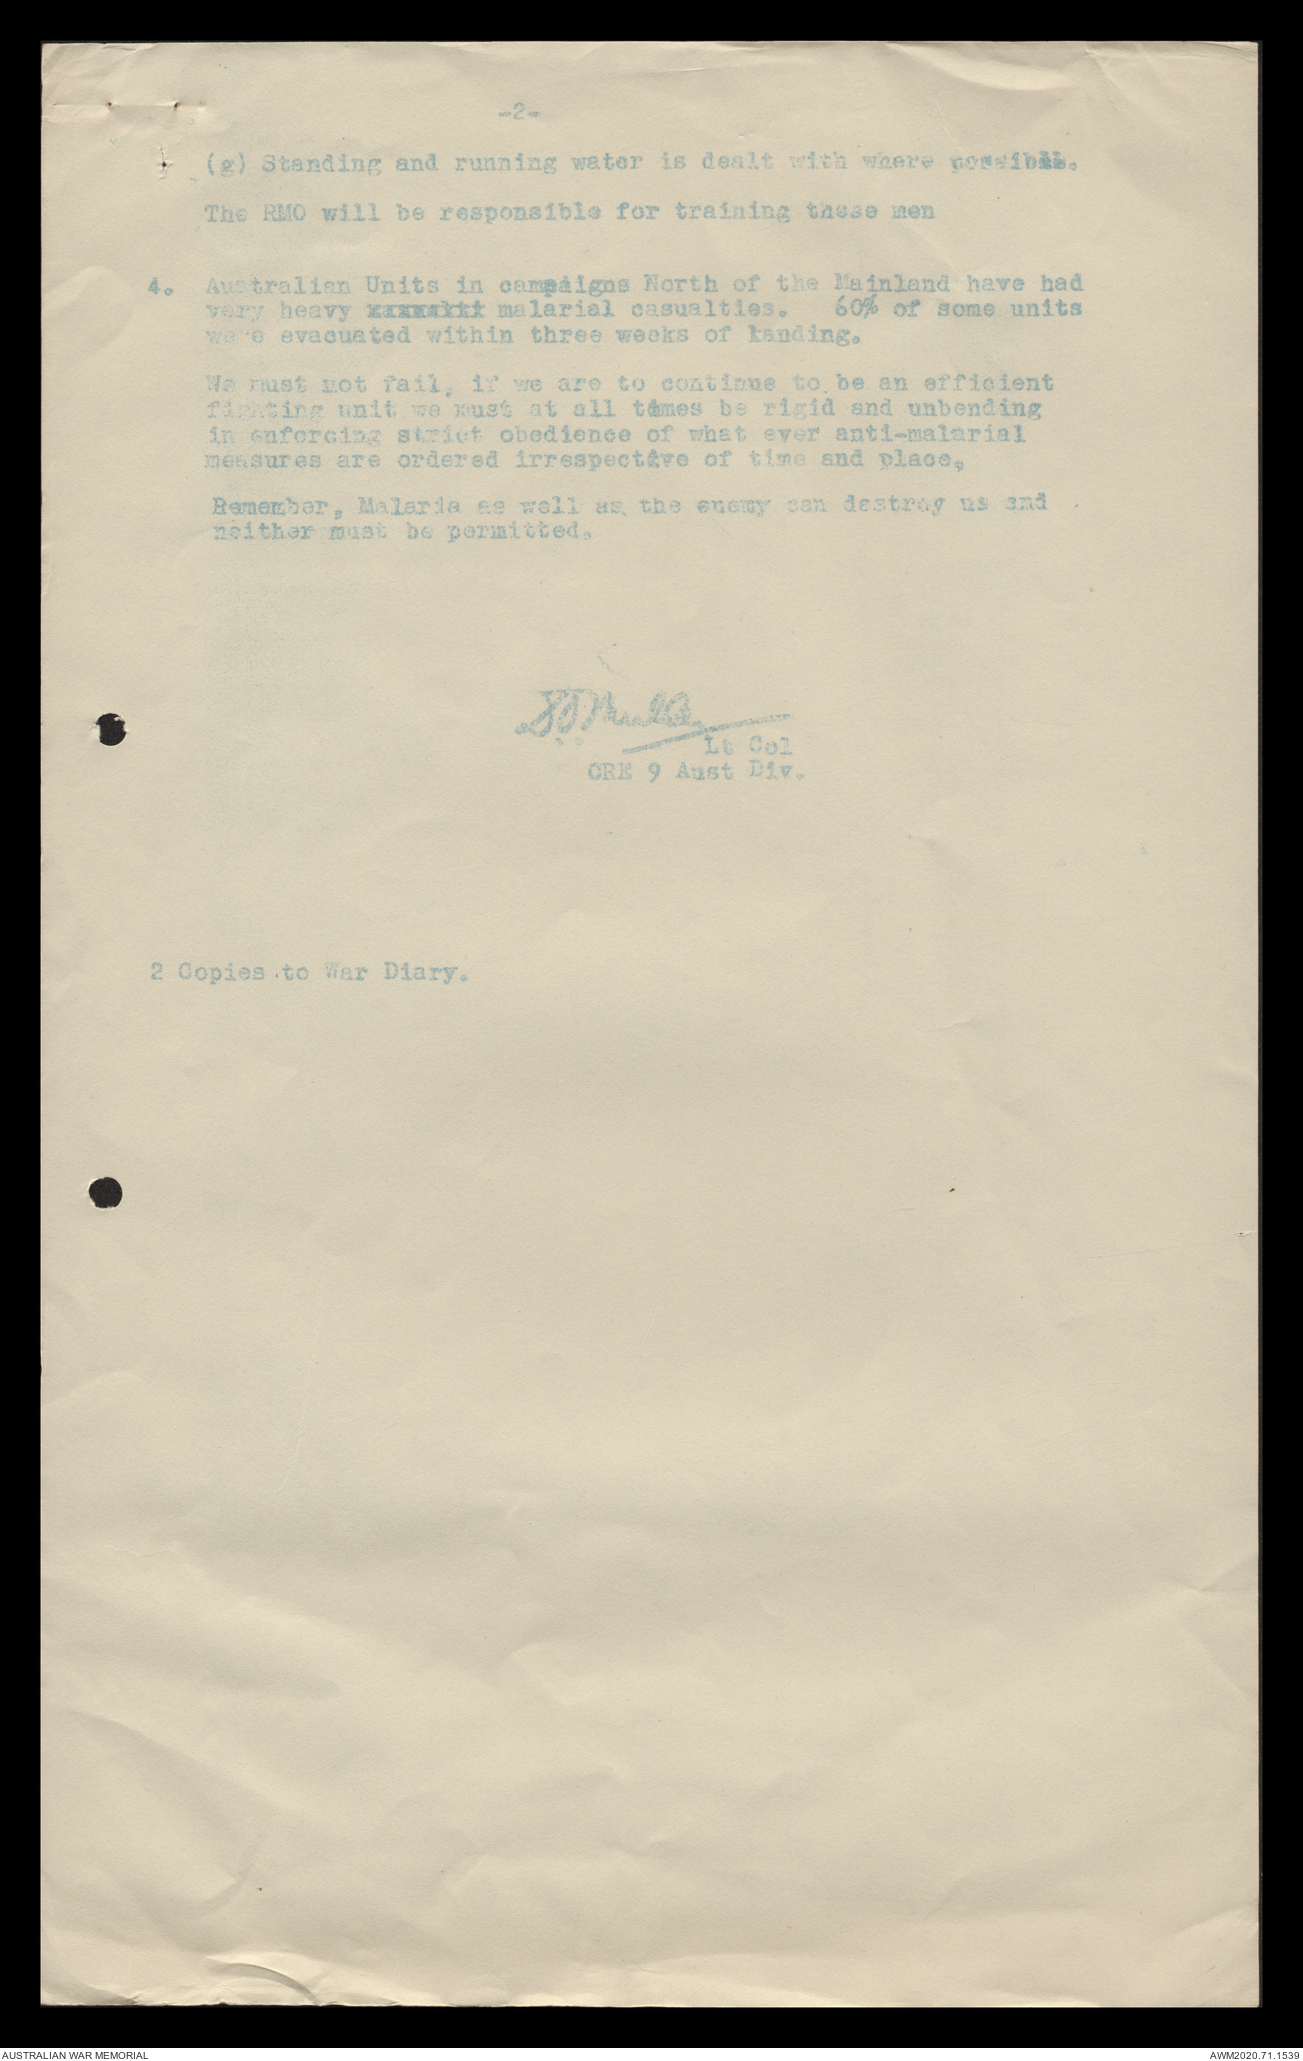 -2-
(g) Standing and running water is dealt with where possible.
The RMO will be responsible for training these men
4. Australian Units in campaigns North of the Mainland have had
very heavy malarial casualties. 60% of some units
were evacuated within three weeks of landing.
We must not fail, if we are to continue to be an efficient
fighting unit we must at all times be rigid and unbending
in enforcing strict obedience of what ever anti-malarial
measures are ordered irrespective of time and place.
Remember, Malaria as well as the enemy can destroy us and
neither must be permitted.
Lt Col
CRE 9 Aust Div.
2 Copies to War Diary.
AUSTRALIAN WAR MEMORIAL
AWM2020.71.1539